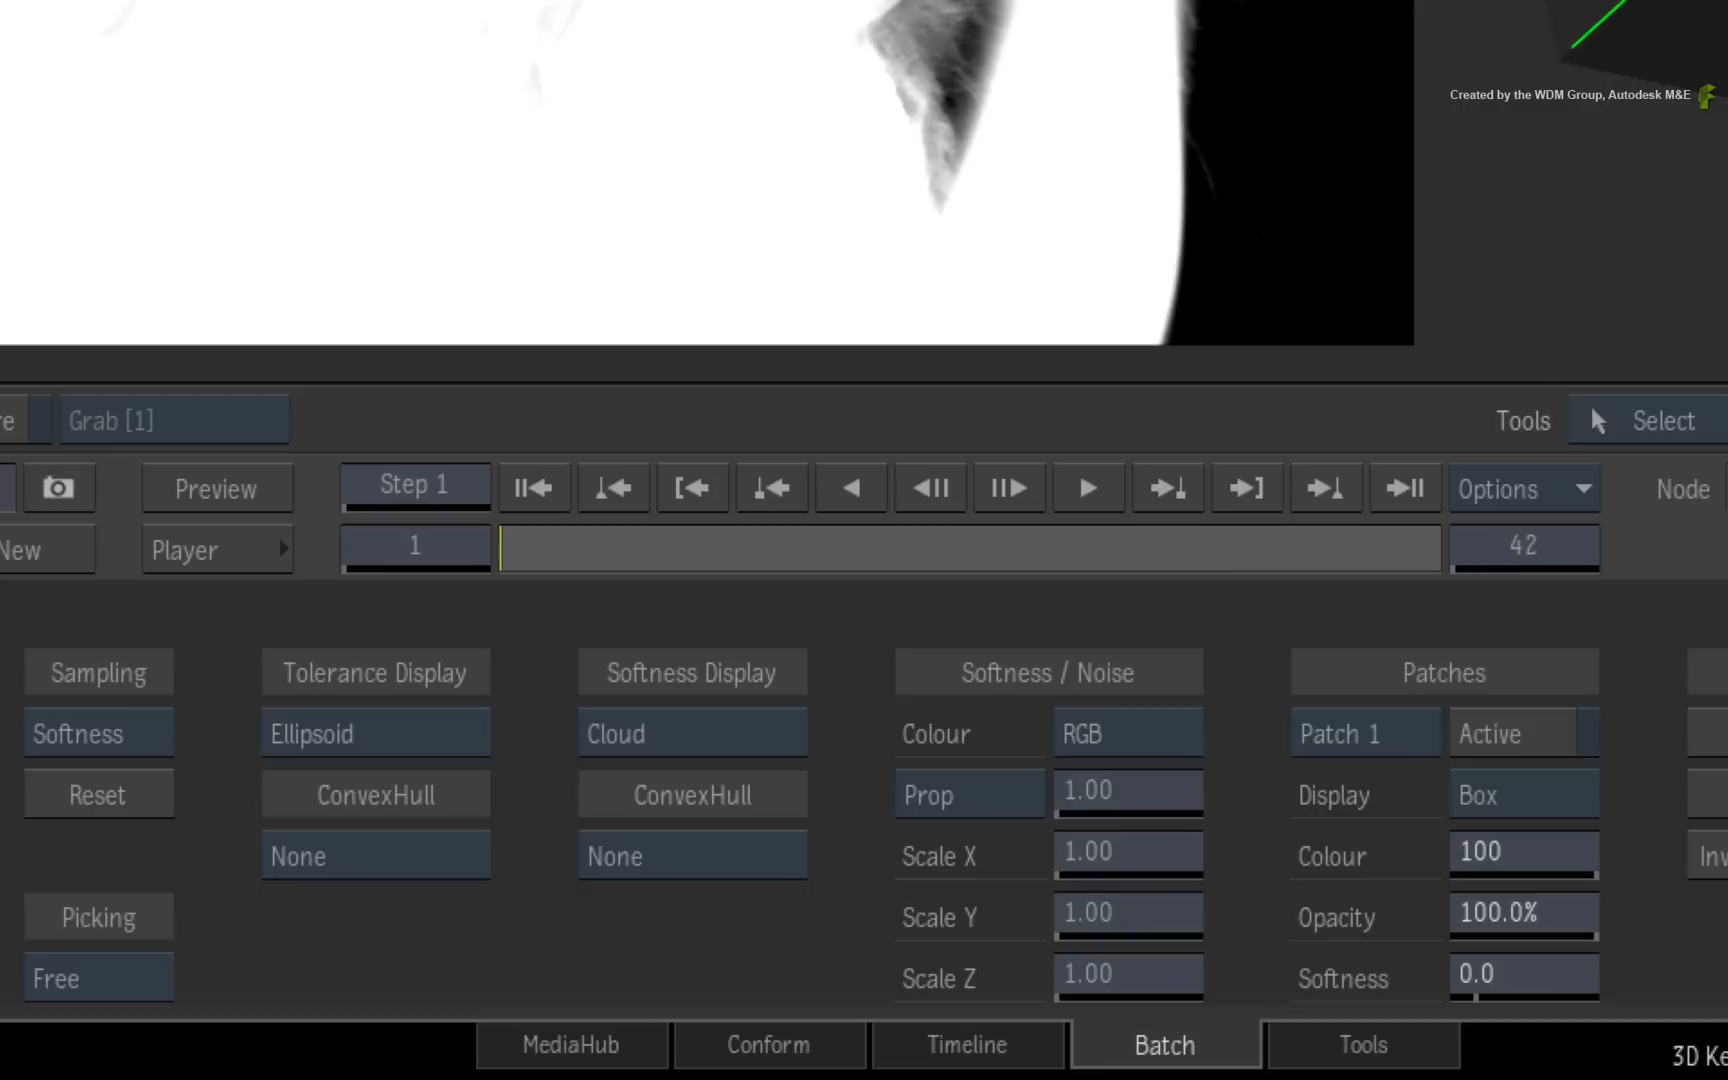 Created by the WDM Group, Autodesk M&E
Grab [1]
Tools
Select
Preview
Step 1
Options
Node
New
Player
1
42
Sampling
Tolerance Display
Softness Display
Softness / Noise
Patches
Softness
Ellipsoid
Cloud
Colour
RGB
Patch 1
Active
Reset
ConvexHull
ConvexHull
Prop
1.00
Display
Box
None
None
Scale X
1.00
Colour
100
Picking
Scale Y
1.00
Opacity
100.0%
Free
Scale Z
1.00
Softness
0.0
MediaHub
Conform
Timeline
Batch
Tools
3D Ke